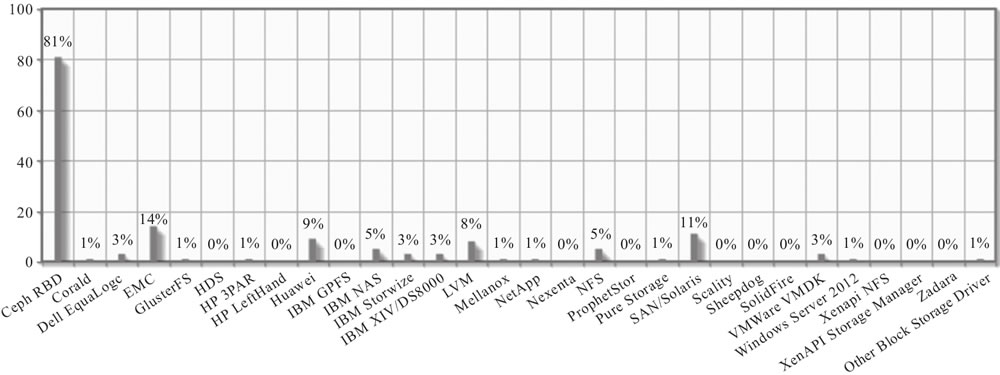 100
80
60
40
20
0
81%
1%
3%
14%
1%
0%
1%
0%
9%
0%
5%
3%
3%
8%
1%
1%
0%
5%
0%
1%
11%
0%
0%
0%
3%
1%
0%
0%
0%
1%
Ceph RBD
Corald
Dell EquaLogc
EMC
GlusterFS
HDS
HP 3PAR
HP LeftHand
Huawei
IBM GPFS
IBM NAS
IBM Storwize
IBM XIV/DS8000
LVM
Mellanox
NetApp
Nexenta
NFS
ProphetStor
Pure Storage
SAN/Solaris
Scality
Sheepdog
SolidFire
VMWare VMDK
Windows Server 2012
Xenapi NFS
XenAPI Storage Manager
Zadara
Other Block Storage Driver